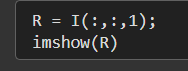 R = I(:,:,1);
imshow(R)